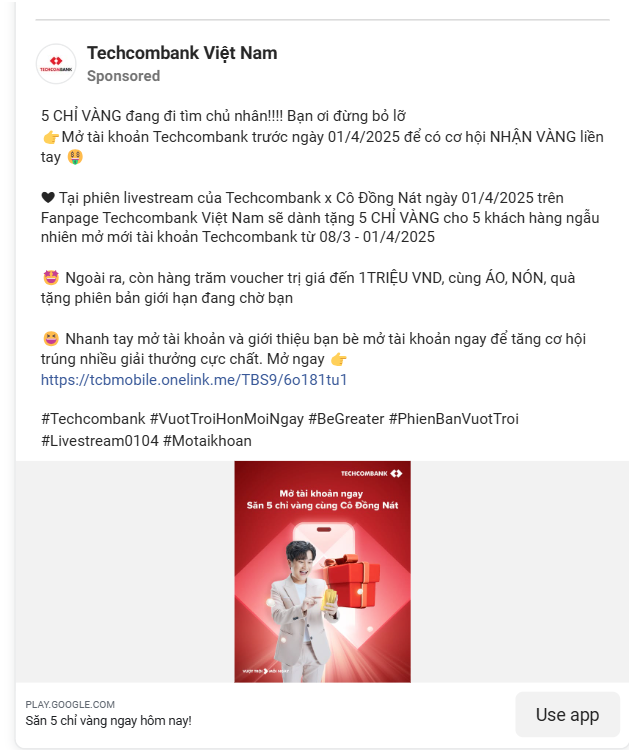 TECHCOMBANK
Techcombank Việt Nam
Sponsored
5 CHỈ VÀNG đang đi tìm chủ nhân!!!! Bạn ơi đừng bỏ lỡ
👉Mở tài khoản Techcombank trước ngày 01/4/2025 để có cơ hội NHẬN VÀNG liền
tay 🤑
🖤 Tại phiên livestream của Techcombank x Cô Đồng Nát ngày 01/4/2025 trên
Fanpage Techcombank Việt Nam sẽ dành tặng 5 CHỈ VÀNG cho 5 khách hàng ngẫu
nhiên mở mới tài khoản Techcombank từ 08/3 - 01/4/2025
🤩 Ngoài ra, còn hàng trăm voucher trị giá đến 1TRIỆU VND, cùng ÁO, NÓN, quà
tặng phiên bản giới hạn đang chờ bạn
😆 Nhanh tay mở tài khoản và giới thiệu bạn bè mở tài khoản ngay để tăng cơ hội
trúng nhiều giải thưởng cực chất. Mở ngay 👉
https://tcbmobile.onelink.me/TBS9/6o181tu1
#Techcombank #VuotTroiHonMoiNgay #BeGreater #PhienBanVuotTroi
#Livestream0104 #Motaikhoan
TECHCOMBANK
Mở tài khoản ngay
Săn 5 chỉ vàng cùng Cô Đồng Nát
PLAY.GOOGLE.COM
Săn 5 chỉ vàng ngay hôm nay!
Use app